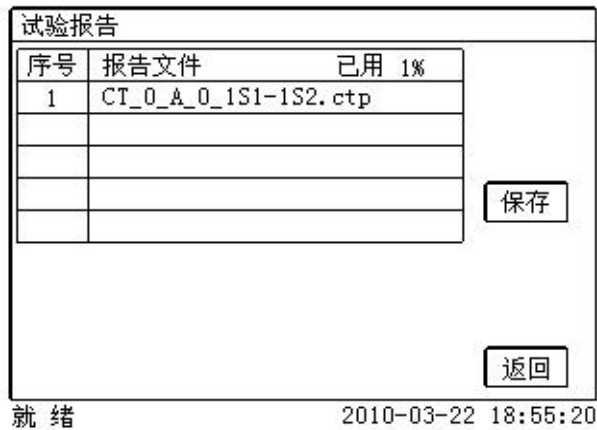 试验报告
序号 报告文件 已用 1%
1 CT_0_A_0_1S1-1S2.ctp
保存
返回
就 绪 2010-03-22 18:55:20